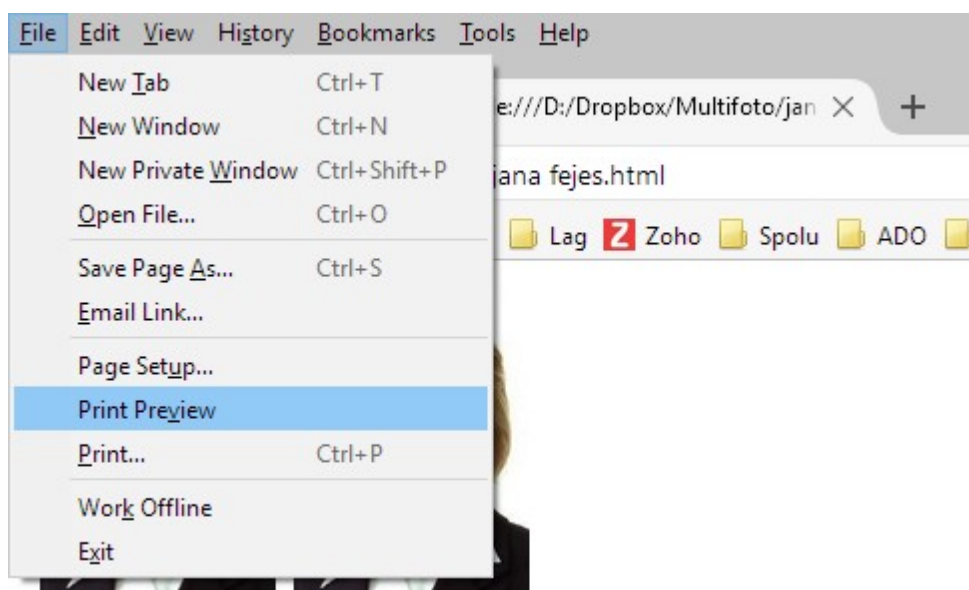 File Edit View History Bookmarks Tools Help
New Tab Ctrl+T
e:///D:/Dropbox/Multifoto/jan
New Window Ctrl+N
New Private Window Ctrl+Shift+P
jana fejes.html
Open File... Ctrl+O
Lag Z Zoho Spolu ADO
Save Page As... Ctrl+S
Email Link...
Page Setup...
Print Preview
Print... Ctrl+P
Work Offline
Exit